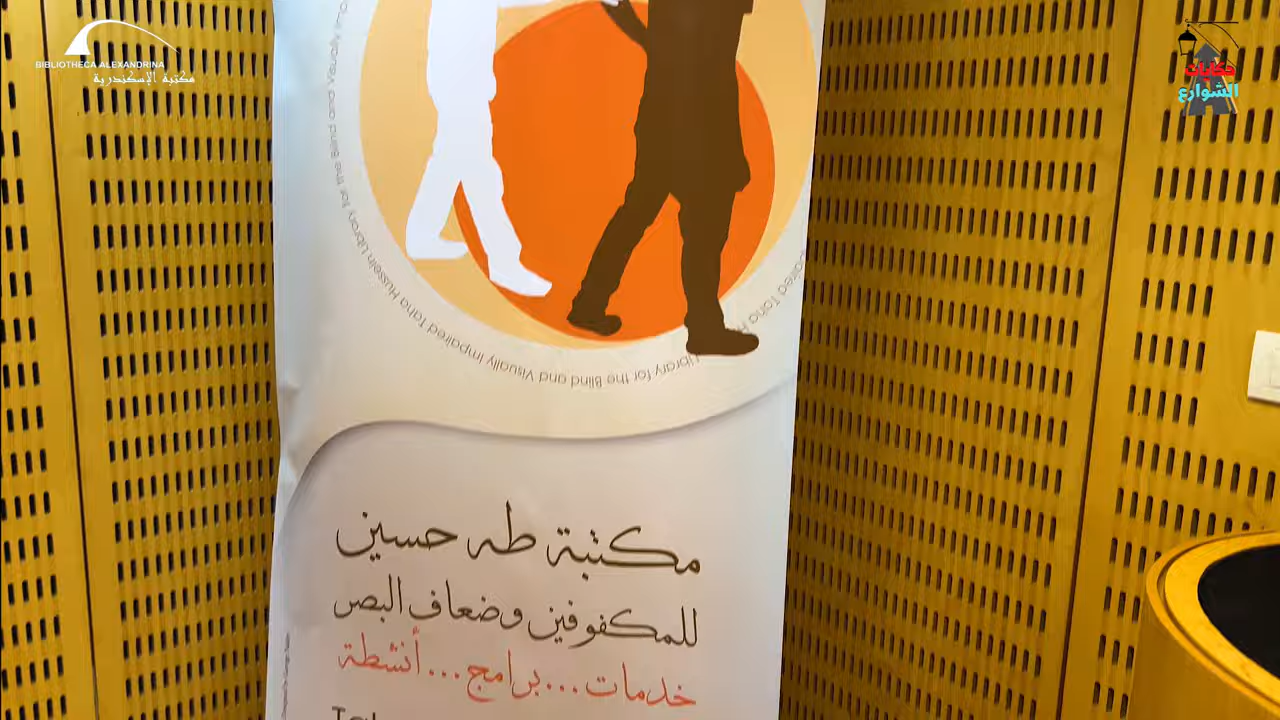 BIBLIOTHECA ALEXANDRINA
مكتبة الإسكندرية
حكايات
الشوارع
Library for the Blind and Visually Impaired Taha Hussein Library for the Blind and Visually
مكتبة طه حسين
للمكفوفين وضعاف البصر
خدمات...برامج...أنشطة